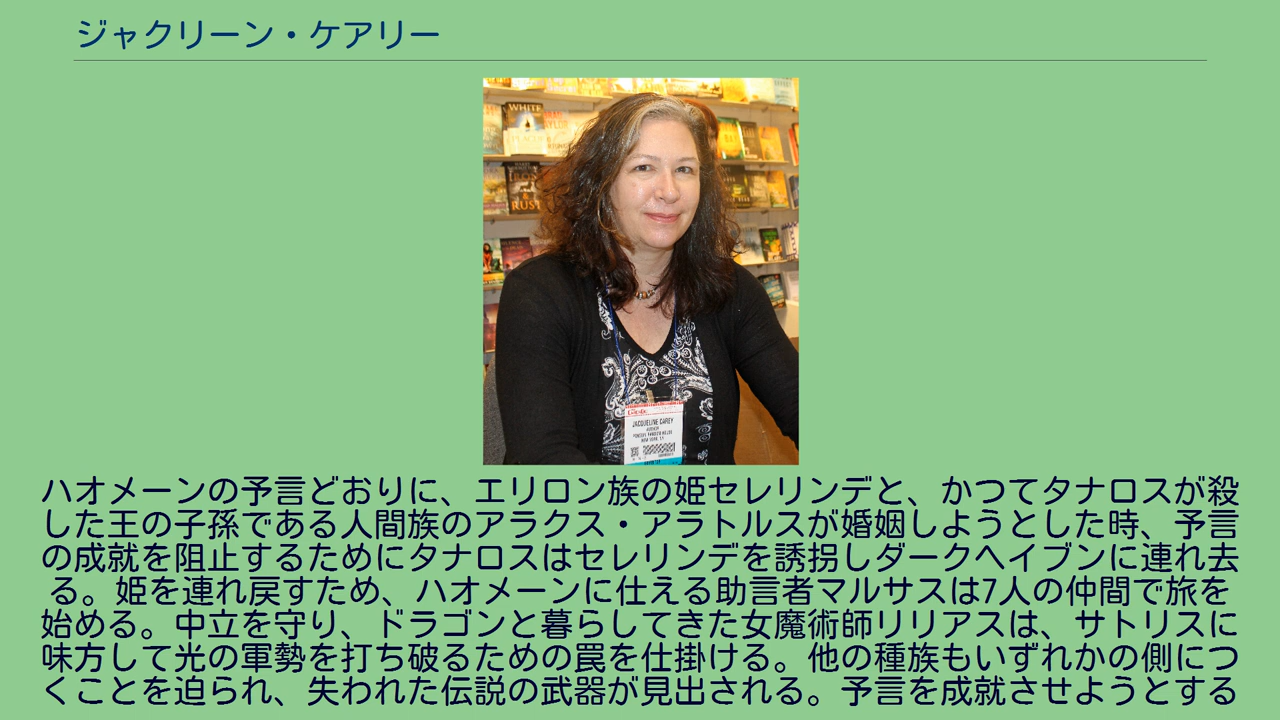 ジャクリーン・ケアリー
WHITE
RUST
JACQUELINE CAREY
AUTHOR
NEW YORK, NY
ハオメーンの予言どおりに、エリロン族の姫セレリンデと、かつてタナロスが殺
した王の子孫である人間族のアラクス・アラトルスが婚姻しようとした時、予言
の成就を阻止するためにタナロスはセレリンデを誘拐しダークヘイブンに連れ去
る。姫を連れ戻すため、ハオメーンに仕える助言者マルサスは7人の仲間で旅を
始める。中立を守り、ドラゴンと暮らしてきた女魔術師リリアスは、サトリスに
味方して光の軍勢を打ち破るための罠を仕掛ける。他の種族もいずれかの側につ
くことを迫られ、失われた伝説の武器が見出される。予言を成就させようとする